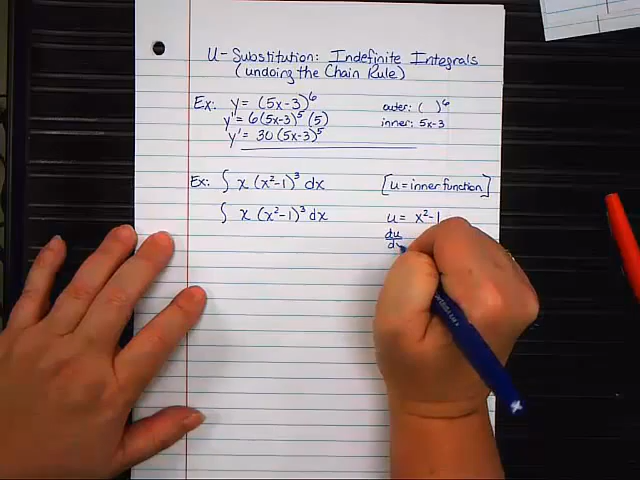 U-Substitution: Indefinite Integrals
(undoing the Chain Rule)
Ex: y = (5x-3)⁶ outer: ( )⁶
y' = 6(5x-3)⁵ (5) inner: 5x-3
y' = 30(5x-3)⁵
Ex: ∫ x (x²-1)³ dx [u = inner function]
∫ x (x²-1)³ dx u = x²-1
du
dx